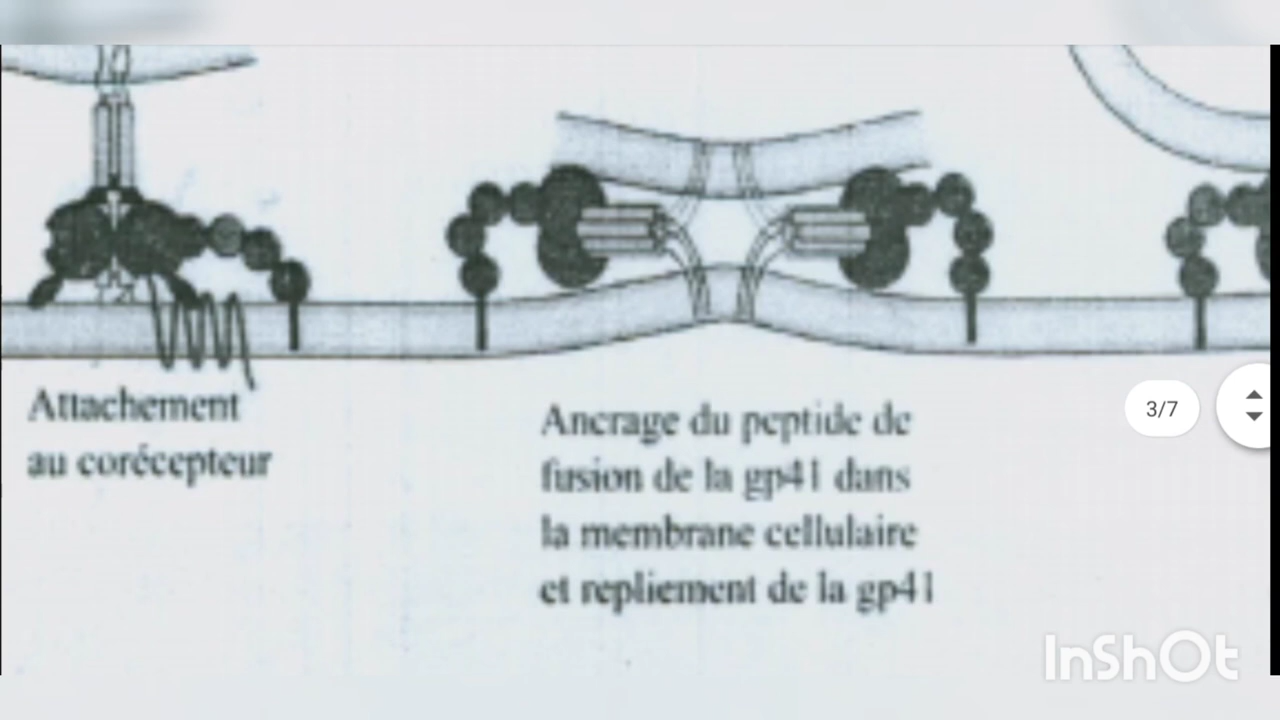 Attachement
au corécepteur
Ancrage du peptide de
fusion de la gp41 dans
la membrane cellulaire
et repliement de la gp41
3/7
InShOt